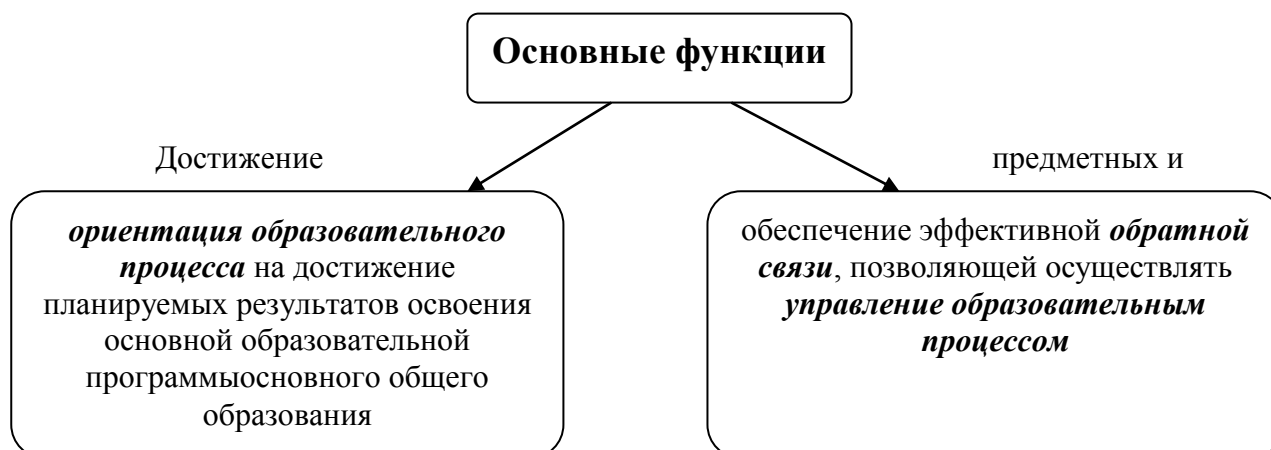 Основные функции
Достижение предметных и
ориентация образовательного
процесса на достижение
планируемых результатов освоения
основной образовательной
программыосновного общего
образования
обеспечение эффективной обратной
связи, позволяющей осуществлять
управление образовательным
процессом